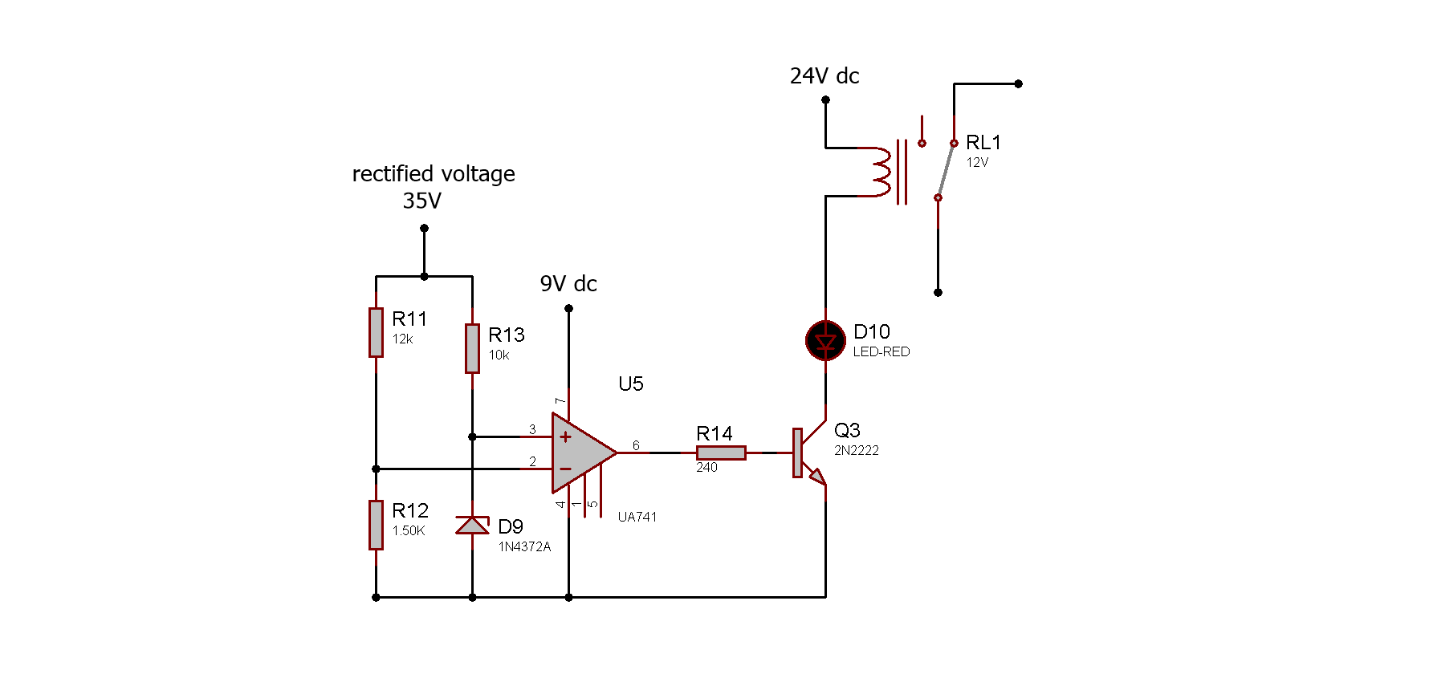 24V dc
RL1
12V
rectified voltage
35V
9V dc
R11
12k
R13
10k
U5
7
3
2
6
4
1
5
UA741
R14
240
Q3
2N2222
D10
LED-RED
R12
1.50K
D9
1N4372A